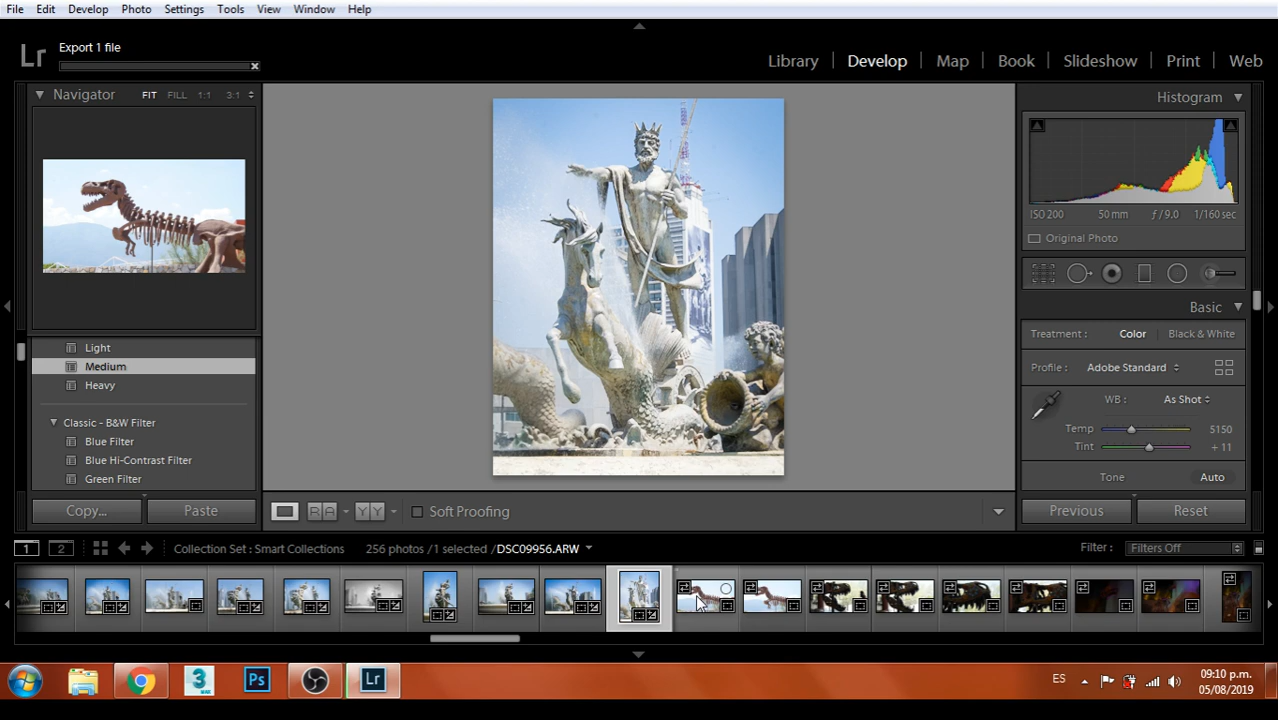 File Edit Develop Photo Settings Tools View Window Help
Lr Export 1 file
Library Develop Map Book Slideshow Print Web
Navigator FIT FILL 1:1 3:1
Histogram
ISO 200 50 mm ƒ / 9.0 1/160 sec
Original Photo
Basic
Treatment : Color Black & White
Profile : Adobe Standard
WB : As Shot
Temp 5150
Tint + 11
Tone Auto
Previous Reset
Light
Medium
Heavy
Classic - B&W Filter
Blue Filter
Blue Hi-Contrast Filter
Green Filter
Copy... Paste
R A Y Y Soft Proofing
1 2 Collection Set : Smart Collections 256 photos / 1 selected / DSC09956.ARW Filter : Filters Off
3 Ps Lr ES 09:10 p.m.
05/08/2019